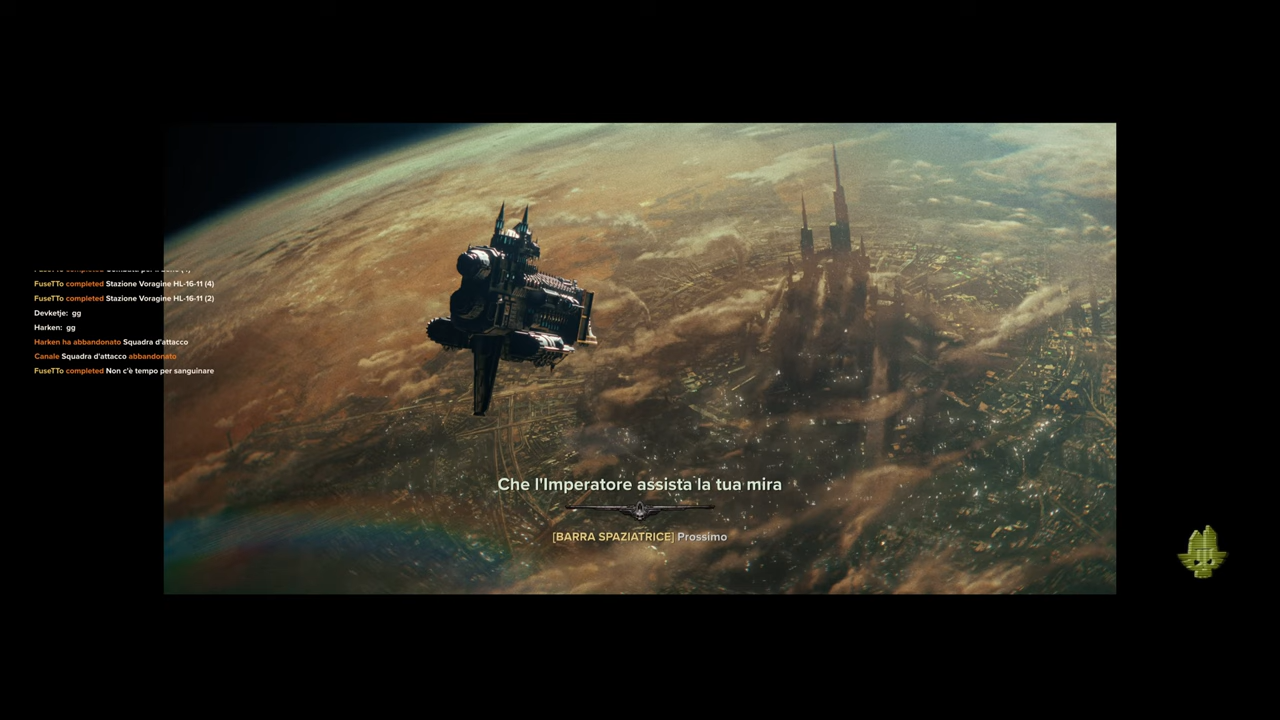 FuseTTo completed Stazione Voragine HL-16-11 (4)
FuseTTo completed Stazione Voragine HL-16-11 (2)
Devketje: gg
Harken: gg
Harken ha abbandonato Squadra d'attacco
Canale Squadra d'attacco abbandonato
FuseTTo completed Non c'è tempo per sanguinare
Che l'Imperatore assista la tua mira
[BARRA SPAZIATRICE] Prossimo